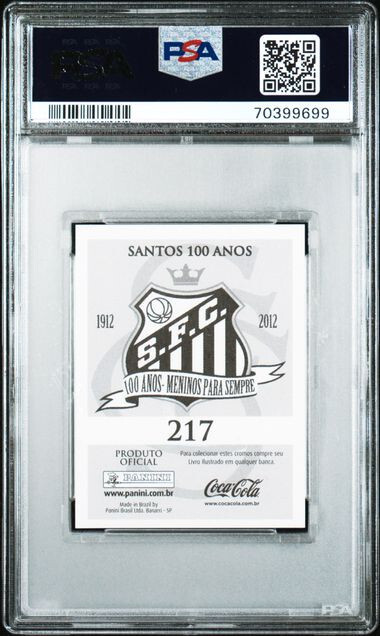 PSA
PSA
70399699
SANTOS 100 ANOS
1912
2012
S.F.C.
100 ANOS - MENINOS PARA SEMPRE
217
PRODUTO
OFICIAL
Para colecionar estes cromos compre seu
Livro Ilustrado em qualquer banca.
PANINI
www.panini.com.br
Coca-Cola
www.cocacola.com.br
Made in Brazil by
Panini Brasil Ltda. Barueri - SP
PSA